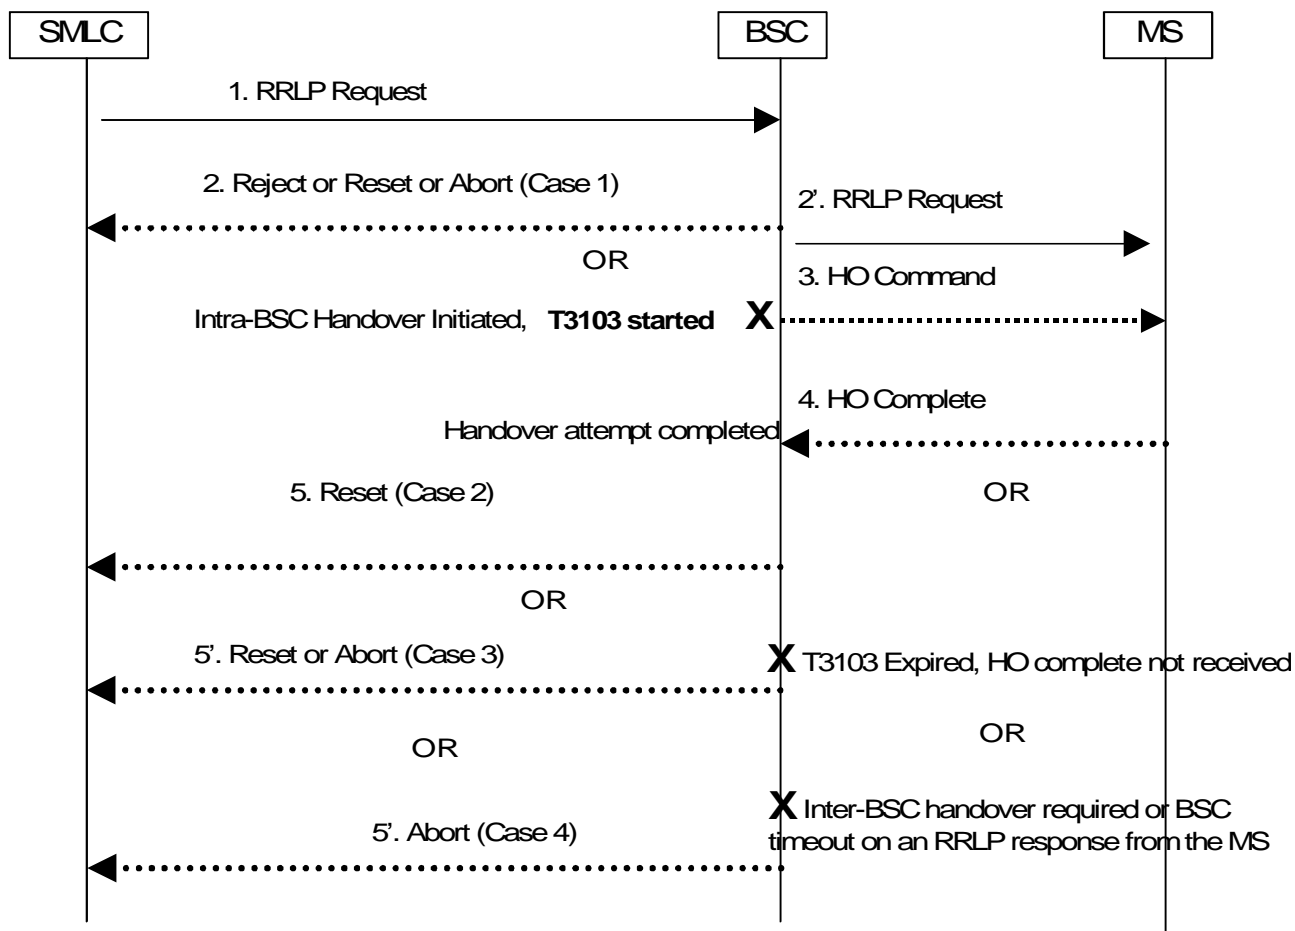 SMLC
BSC
MS
1. RRLP Request
2. Reject or Reset or Abort (Case 1)
2’. RRLP Request
OR
3. HO Command
Intra-BSC Handover Initiated, T3103 started X
4. HO Complete
Handover attempt completed
5. Reset (Case 2)
OR
OR
5’. Reset or Abort (Case 3)
X T3103 Expired, HO complete not received
OR
OR
X Inter-BSC handover required or BSC
timeout on an RRLP response from the MS
5’. Abort (Case 4)